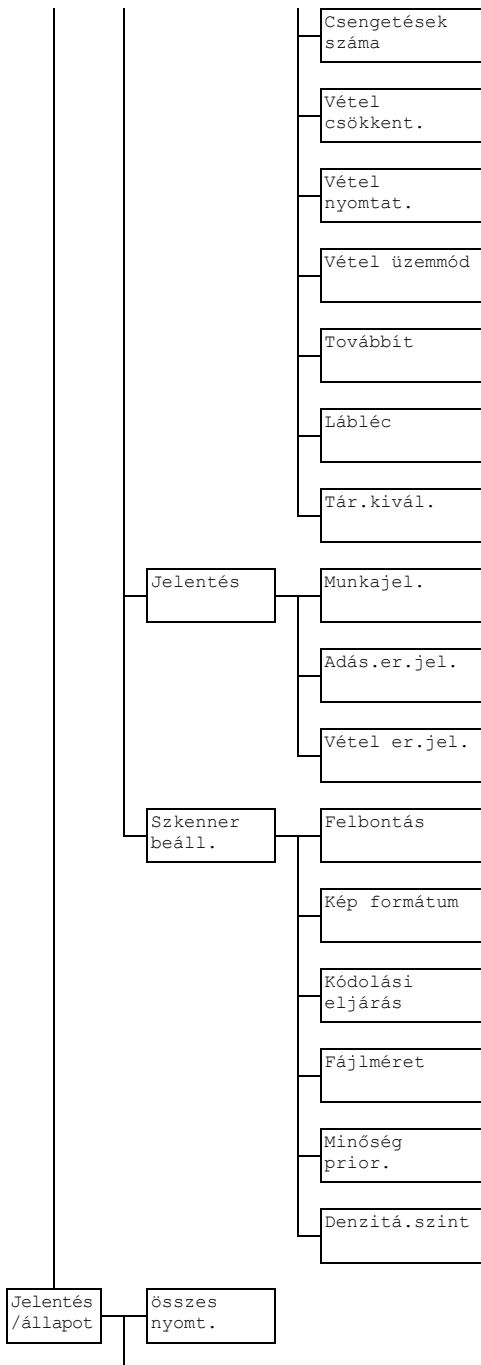 Csengetések
száma
Vétel
csökkent.
Vétel
nyomtat.
Vétel üzemmód
Továbbít
Lábléc
Tár.kivál.
Jelentés
Munkajel.
Adás.er.jel.
Vétel er.jel.
Szkenner
beáll.
Felbontás
Kép formátum
Kódolási
eljárás
Fájlméret
Minőség
prior.
Denzitá.szint
Jelentés
/állapot
összes
nyomt.